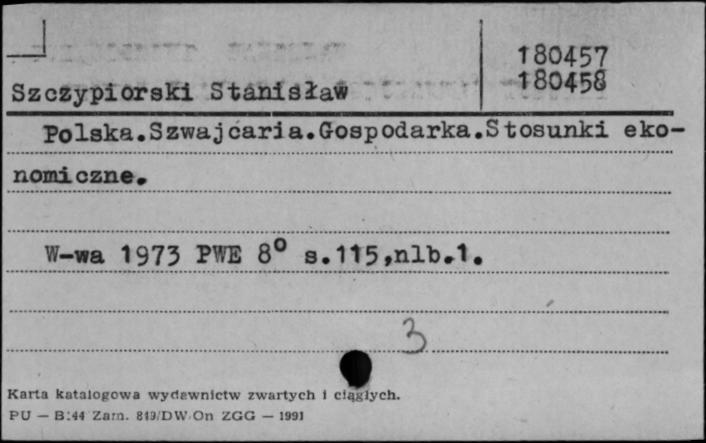 180457
180458
Szczypiorski Stanisław
Polska.Szwajcaria.Gospodarka.Stosunki eko-
nomiczne.
W-wa 1973 PWE 8° s.115,nlb.1.
3
Karta katalogowa wydawnictw zwartych i ciągłych.
PU — B:44 Zam. 849/DW-On ZGG — 1991